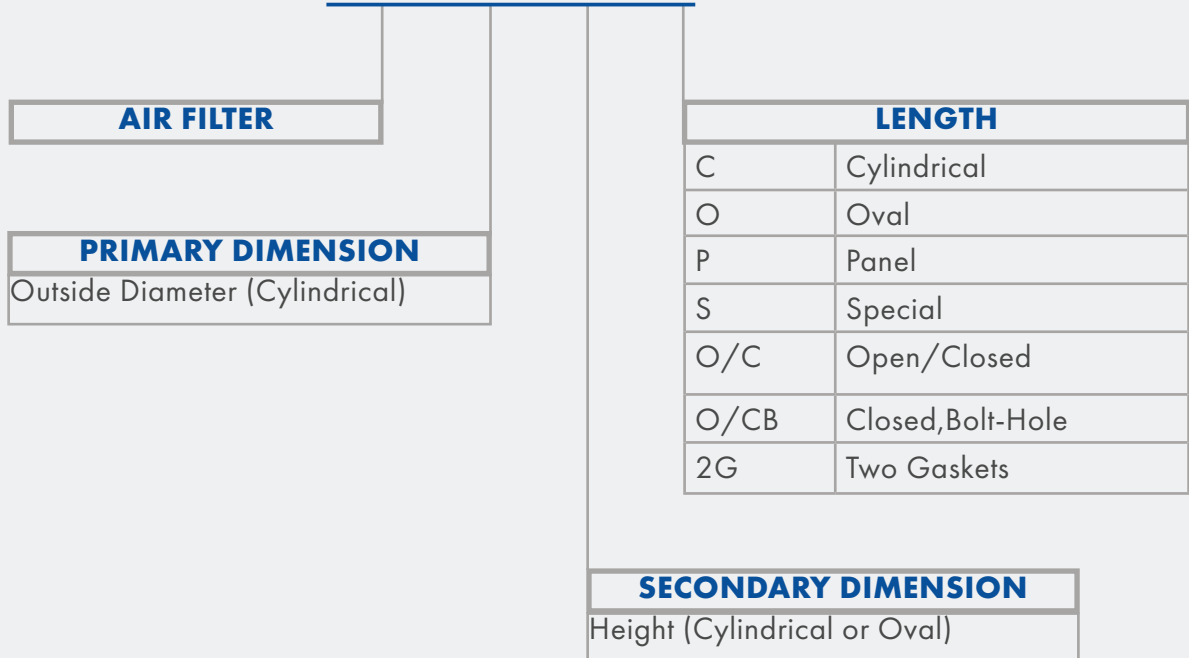 AIR FILTER
PRIMARY DIMENSION
Outside Diameter (Cylindrical)
LENGTH
C Cylindrical
O Oval
P Panel
S Special
O/C Open/Closed
O/CB Closed,Bolt-Hole
2G Two Gaskets
SECONDARY DIMENSION
Height (Cylindrical or Oval)